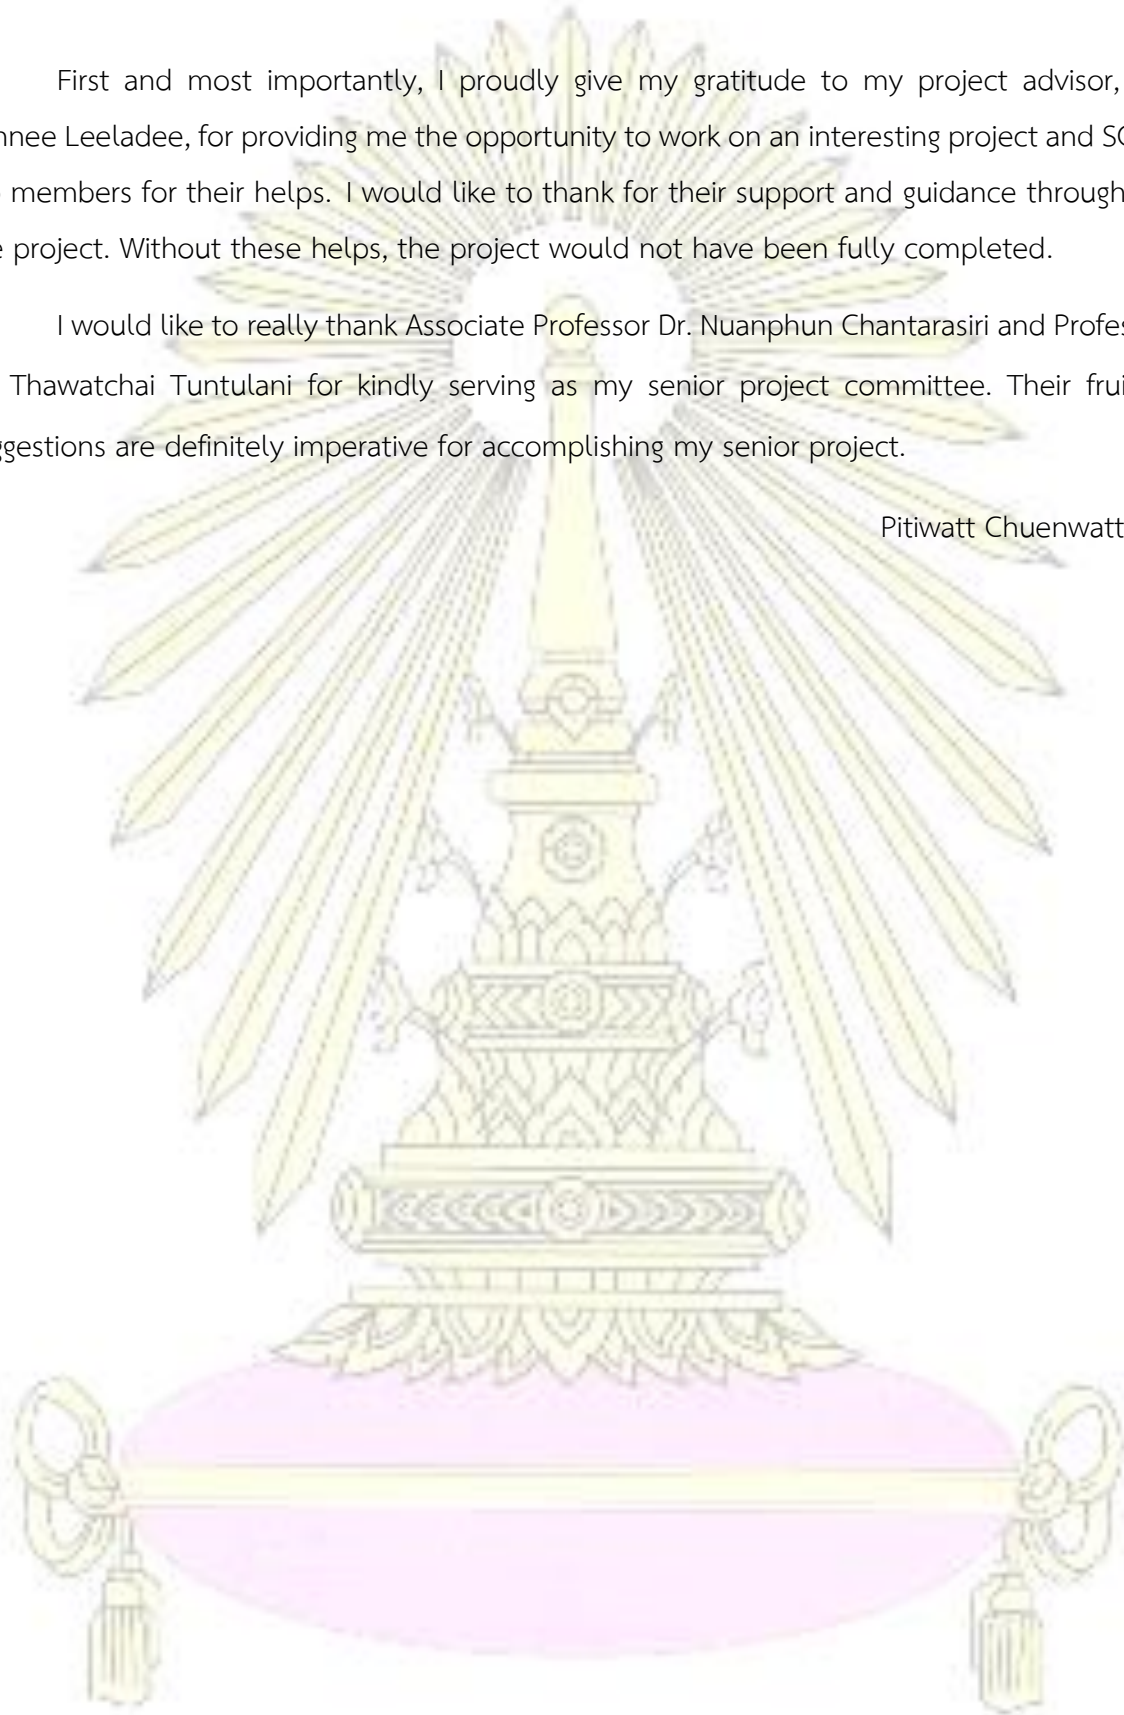 First and most importantly, I proudly give my gratitude to my project advisor,
nnee Leeladee, for providing me the opportunity to work on an interesting project and
members for their helps. I would like to thank for their support and guidance through
e project. Without these helps, the project would not have been fully completed.
I would like to really thank Associate Professor Dr. Nuanphun Chantarasiri and Profes
Thawatchai Tuntulani for kindly serving as my senior project committee. Their frui
ggestions are definitely imperative for accomplishing my senior project.
Pitiwatt Chuenwatt